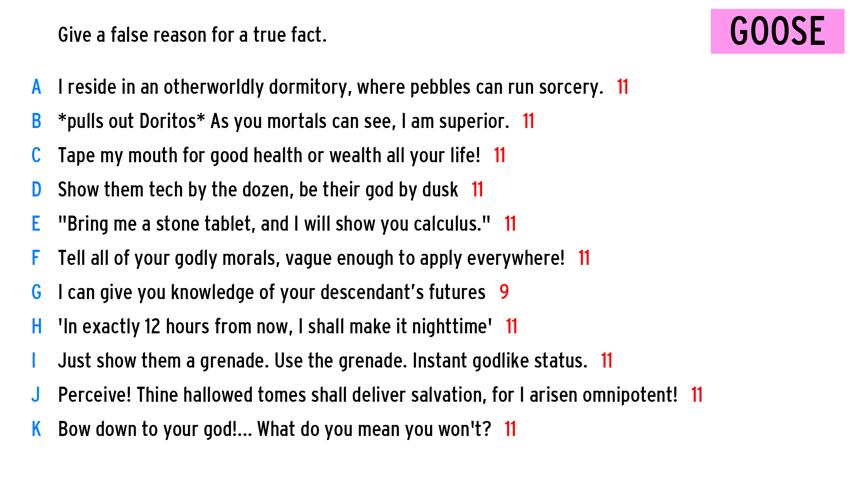 Give a false reason for a true fact.
GOOSE
A I reside in an otherworldly dormitory, where pebbles can run sorcery. 11
B *pulls out Doritos* As you mortals can see, I am superior. 11
C Tape my mouth for good health or wealth all your life! 11
D Show them tech by the dozen, be their god by dusk 11
E "Bring me a stone tablet, and I will show you calculus." 11
F Tell all of your godly morals, vague enough to apply everywhere! 11
G I can give you knowledge of your descendant’s futures 9
H 'In exactly 12 hours from now, I shall make it nighttime' 11
I Just show them a grenade. Use the grenade. Instant godlike status. 11
J Perceive! Thine hallowed tomes shall deliver salvation, for I arisen omnipotent! 11
K Bow down to your god!... What do you mean you won't? 11